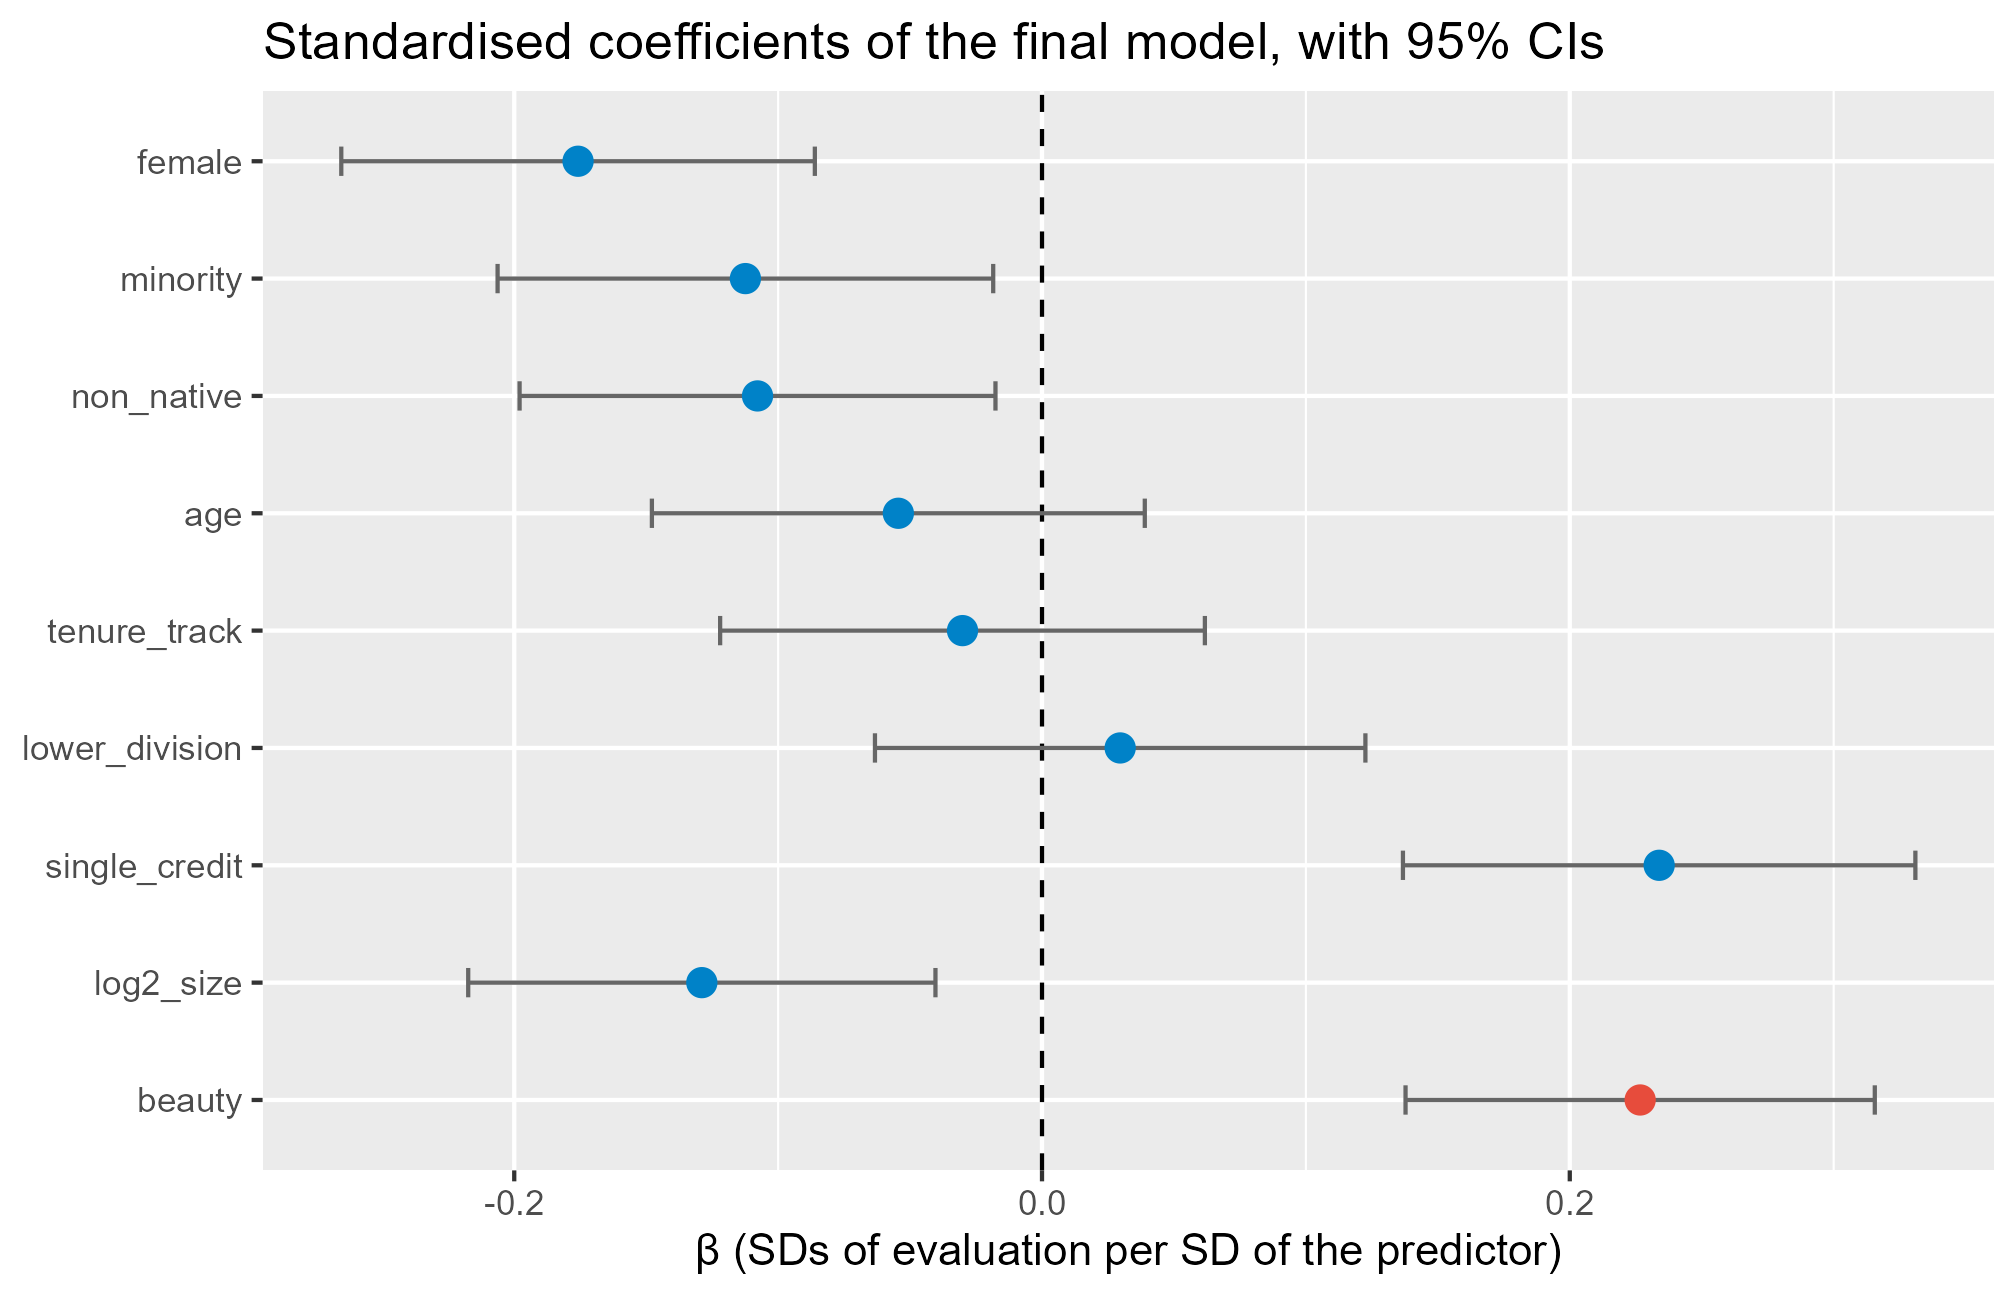 Standardised coefficients of the final model, with 95% CIs
female
minority
non_native
age
tenure_track
lower_division
single_credit
log2_size
beauty
-0.2 0.0 0.2
β (SDs of evaluation per SD of the predictor)